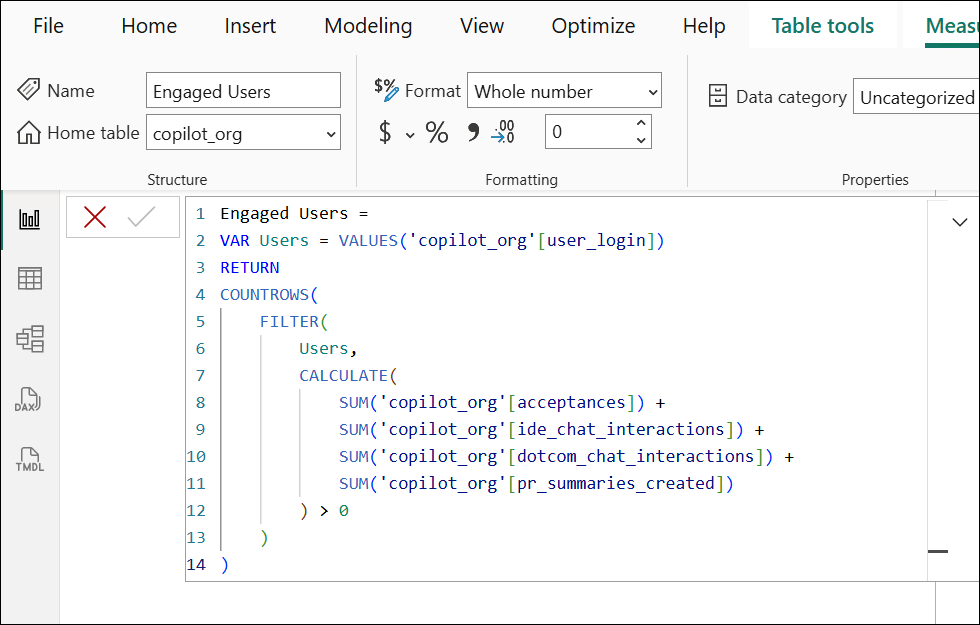 File Home Insert Modeling View Optimize Help Table tools Meas
Name Engaged Users $% Format Whole number Data category Uncategorized
Home table copilot_org $ % 9 .00 →.0 0
Structure Formatting Properties
1 Engaged Users =
2 VAR Users = VALUES('copilot_org'[user_login])
3 RETURN
4 COUNTROWS(
5 FILTER(
6 Users,
7 CALCULATE(
8 SUM('copilot_org'[acceptances]) +
9 SUM('copilot_org'[ide_chat_interactions]) +
10 SUM('copilot_org'[dotcom_chat_interactions]) +
11 SUM('copilot_org'[pr_summaries_created])
12 ) > 0
13 )
14 )
DAX
TMDL